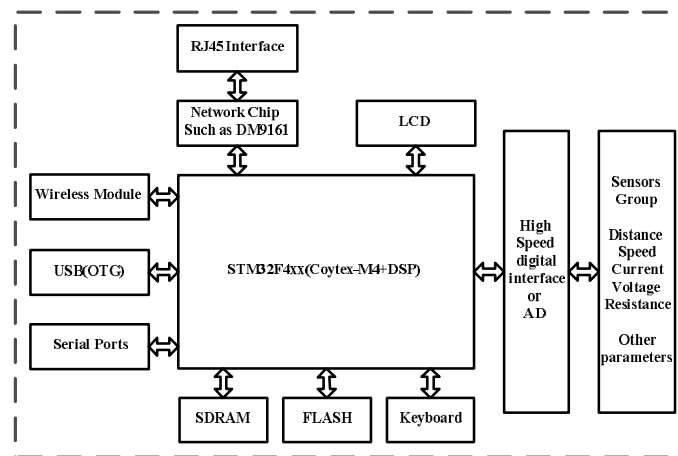 RJ45 Interface
Network Chip
Such as DM9161
LCD
Wireless Module
USB(OTG)
Serial Ports
STM32F4xx(Coytex-M4+DSP)
High
Speed
digital
interface
or
AD
Sensors
Group
Distance
Speed
Current
Voltage
Resistance
Other
parameters
SDRAM
FLASH
Keyboard